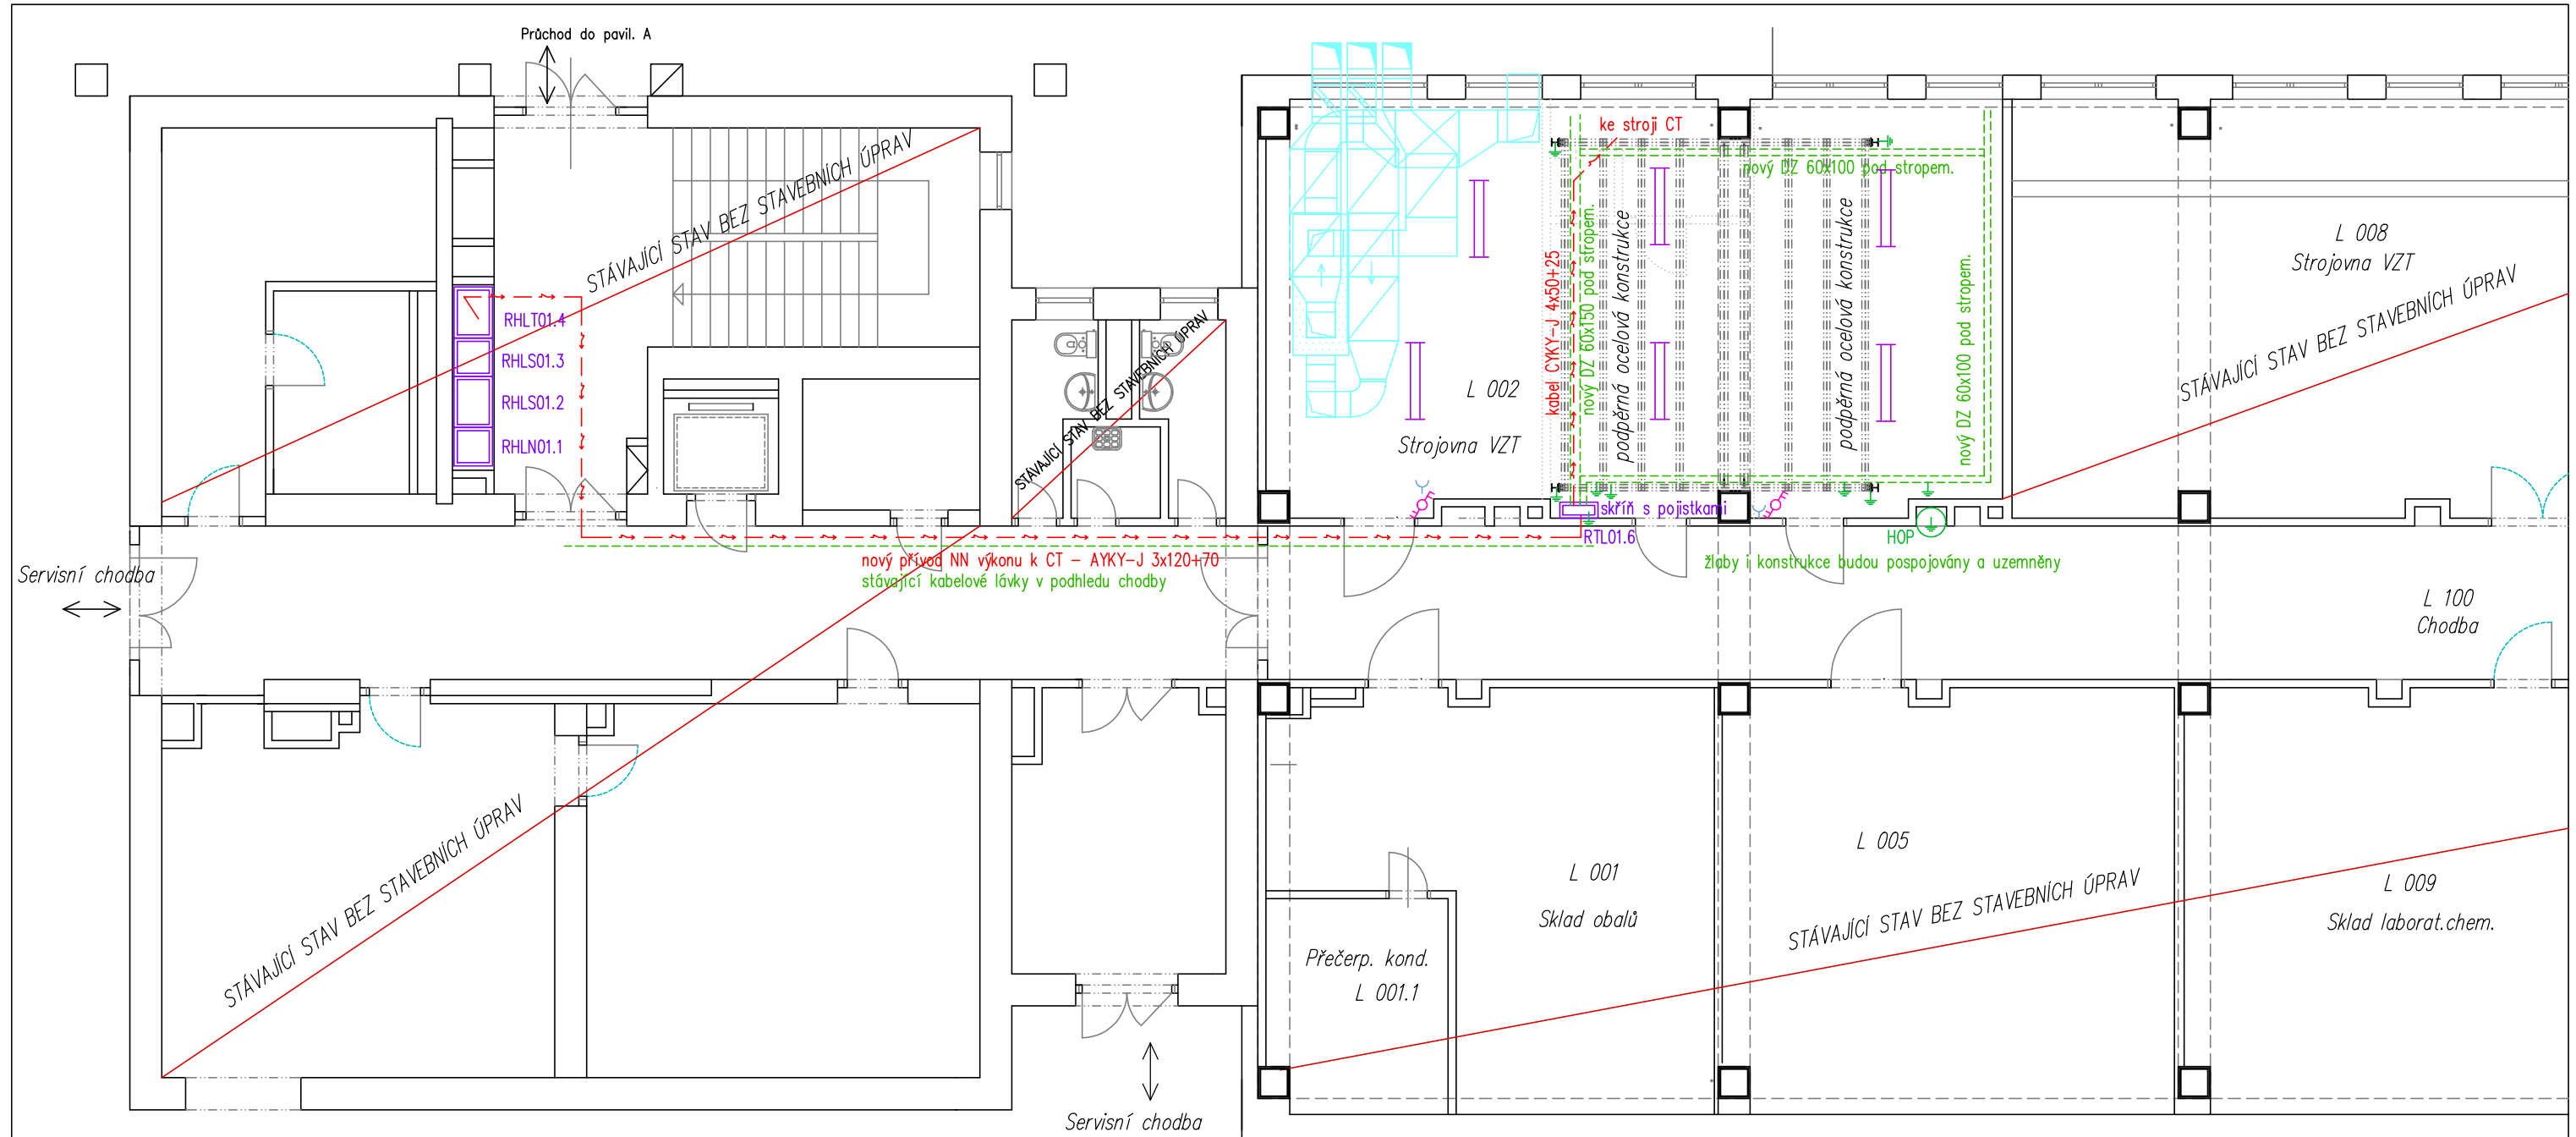 Průchod do pavil. A
STÁVAJÍCÍ STAV BEZ STAVEBNÍCH ÚPRAV
RHLT01.4
RHLS01.3
RHLS01.2
RHLN01.1
STÁVAJÍCÍ STAV BEZ STAVEBNÍCH ÚPRAV
ke stroji CT
nový DZ 60x100 pod stropem.
kabel CYKY-J 4x50+25
nový DZ 60x150 pod stropem.
podpěrná ocelová konstrukce
podpěrná ocelová konstrukce
nový DZ 60x100 pod stropem.
L 002
Strojovna VZT
L 008
Strojovna VZT
STÁVAJÍCÍ STAV BEZ STAVEBNÍCH ÚPRAV
skříň s pojistkami
RTL01.6
HOP
žlaby i konstrukce budou pospojovány a uzemněny
nový přívod NN výkonu k CT - AYKY-J 3x120+70
stávající kabelové lávky v podhledu chodby
Servisní chodba
L 100
Chodba
STÁVAJÍCÍ STAV BEZ STAVEBNÍCH ÚPRAV
L 001
Sklad obalů
Přečerp. kond.
L 001.1
L 005
STÁVAJÍCÍ STAV BEZ STAVEBNÍCH ÚPRAV
L 009
Sklad laborat.chem.
Servisní chodba